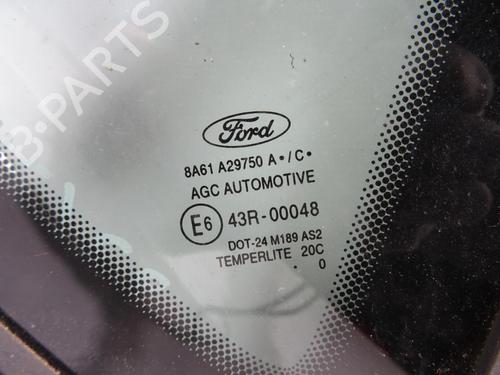 B-PARTS
Ford
8A61 A29750 A•/C•
AGC AUTOMOTIVE
E6 43R-00048
DOT-24 M189 AS2
TEMPERLITE 20C
. 0